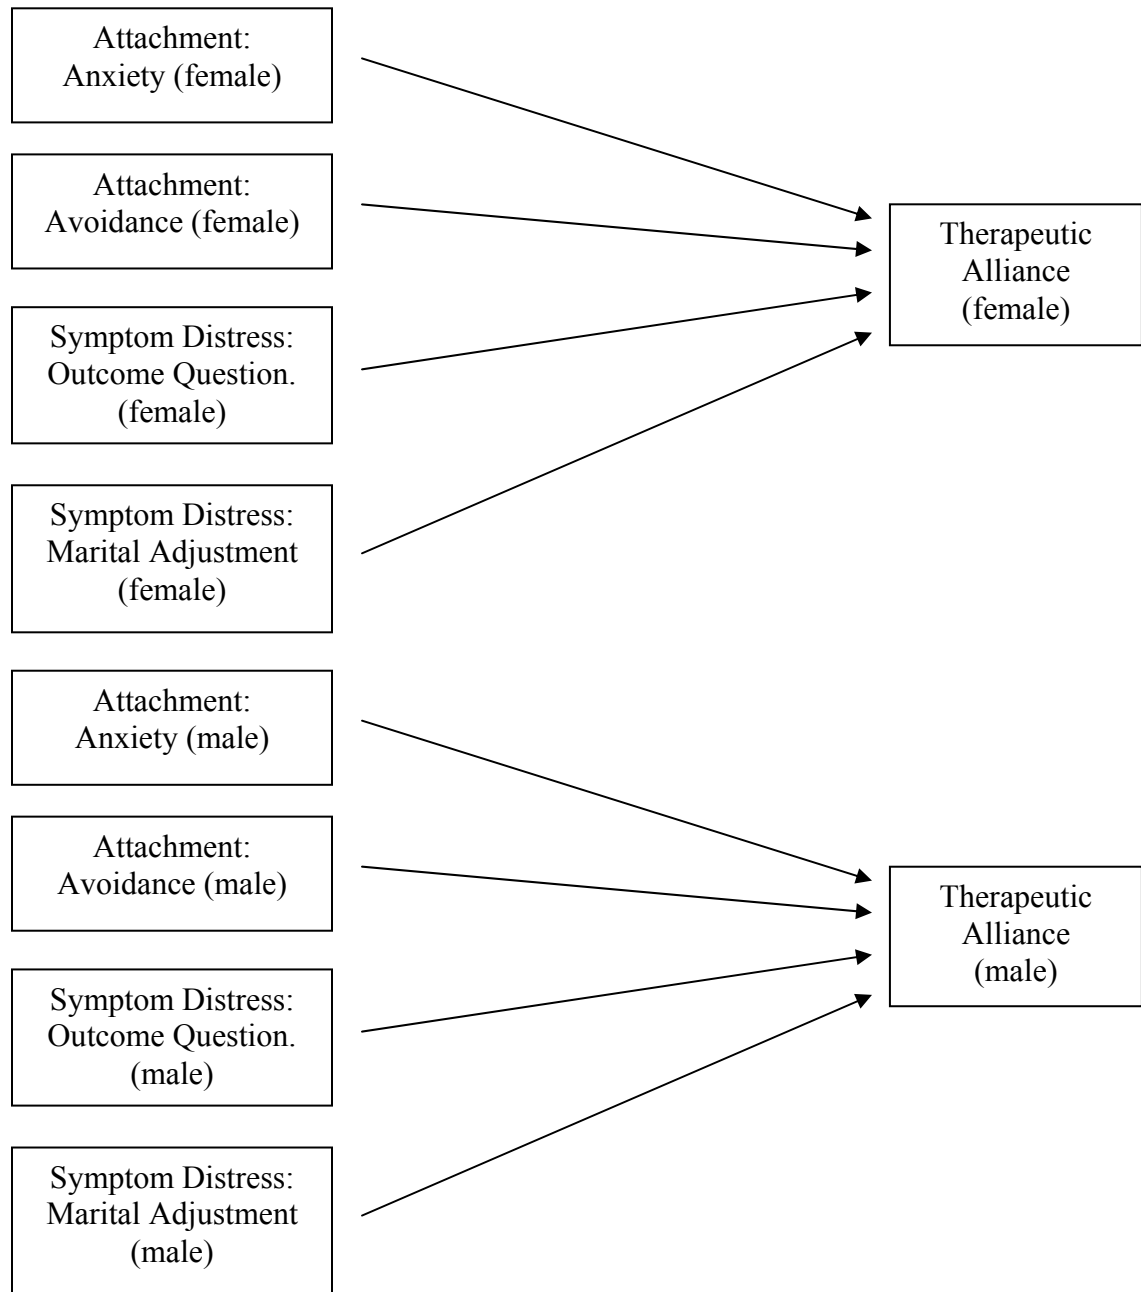 Attachment:
Anxiety (female)
Attachment:
Avoidance (female)
Therapeutic
Alliance
(female)
Symptom Distress:
Outcome Question.
(female)
Symptom Distress:
Marital Adjustment
(female)
Attachment:
Anxiety (male)
Attachment:
Avoidance (male)
Therapeutic
Alliance
(male)
Symptom Distress:
Outcome Question.
(male)
Symptom Distress:
Marital Adjustment
(male)